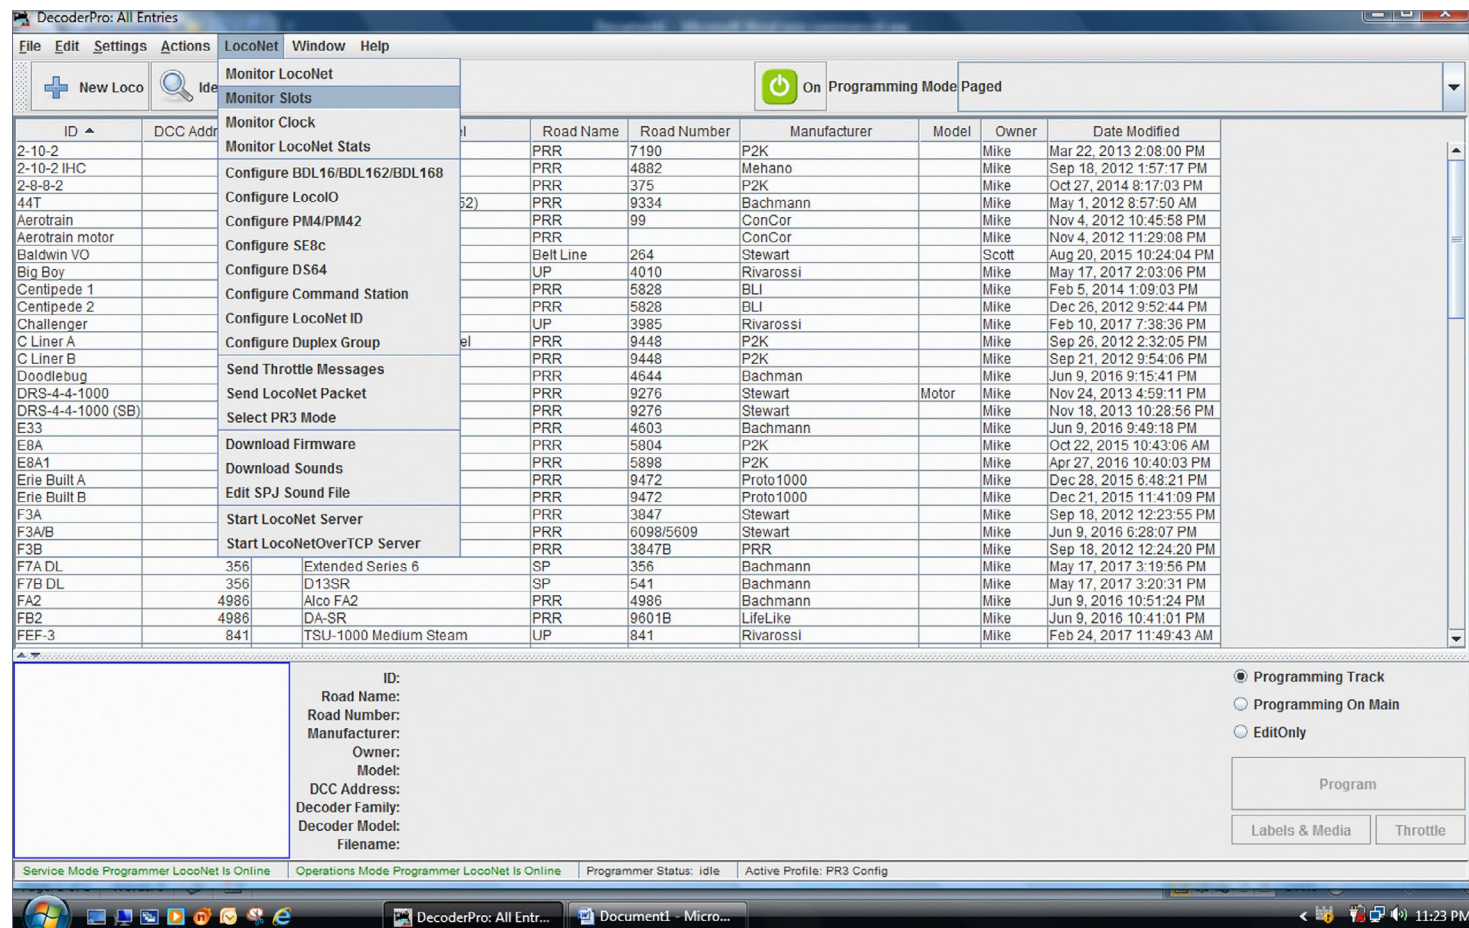 DecoderPro: All Entries
File Edit Settings Actions LocoNet Window Help
New Loco Ide On Programming Mode Paged
Monitor LocoNet
Monitor Slots
Monitor Clock
Monitor LocoNet Stats
Configure BDL16/BDL162/BDL168
Configure LocoIO
Configure PM4/PM42
Configure SE8c
Configure DS64
Configure Command Station
Configure LocoNet ID
Configure Duplex Group
Send Throttle Messages
Send LocoNet Packet
Select PR3 Mode
Download Firmware
Download Sounds
Edit SPJ Sound File
Start LocoNet Server
Start LocoNetOverTCP Server
ID DCC Addr el Road Name Road Number Manufacturer Model Owner Date Modified
2-10-2 PRR 7190 P2K Mike Mar 22, 2013 2:08:00 PM
2-10-2 IHC PRR 4882 Mehano Mike Sep 18, 2012 1:57:17 PM
2-8-8-2 PRR 375 P2K Mike Oct 27, 2014 8:17:03 PM
44T 52) PRR 9334 Bachmann Mike May 1, 2012 8:57:50 AM
Aerotrain PRR 99 ConCor Mike Nov 4, 2012 10:45:58 PM
Aerotrain motor PRR ConCor Mike Nov 4, 2012 11:29:08 PM
Baldwin VO Belt Line 264 Stewart Scott Aug 20, 2015 10:24:04 PM
Big Boy UP 4010 Rivarossi Mike May 17, 2017 2:03:06 PM
Centipede 1 PRR 5828 BLI Mike Feb 5, 2014 1:09:03 PM
Centipede 2 PRR 5828 BLI Mike Dec 26, 2012 9:52:44 PM
Challenger UP 3985 Rivarossi Mike Feb 10, 2017 7:38:36 PM
C Liner A el PRR 9448 P2K Mike Sep 26, 2012 2:32:05 PM
C Liner B PRR 9448 P2K Mike Sep 21, 2012 9:54:06 PM
Doodlebug PRR 4644 Bachman Mike Jun 9, 2016 9:15:41 PM
DRS-4-4-1000 PRR 9276 Stewart Motor Mike Nov 24, 2013 4:59:11 PM
DRS-4-4-1000 (SB) PRR 9276 Stewart Mike Nov 18, 2013 10:28:56 PM
E33 PRR 4603 Bachmann Mike Jun 9, 2016 9:49:18 PM
E8A PRR 5804 P2K Mike Oct 22, 2015 10:43:06 AM
E8A1 PRR 5898 P2K Mike Apr 27, 2016 10:40:03 PM
Erie Built A PRR 9472 Proto1000 Mike Dec 28, 2015 6:48:21 PM
Erie Built B PRR 9472 Proto1000 Mike Dec 21, 2015 11:41:09 PM
F3A PRR 3847 Stewart Mike Sep 18, 2012 12:23:55 PM
F3A/B PRR 6098/5609 Stewart Mike Jun 9, 2016 6:28:07 PM
F3B PRR 3847B PRR Mike Sep 18, 2012 12:24:20 PM
F7A DL 356 Extended Series 6 SP 356 Bachmann Mike May 17, 2017 3:19:56 PM
F7B DL 356 D13SR SP 541 Bachmann Mike May 17, 2017 3:20:31 PM
FA2 4986 Alco FA2 PRR 4986 Bachmann Mike Jun 9, 2016 10:51:24 PM
FB2 4986 DA-SR PRR 9601B LifeLike Mike Jun 9, 2016 10:41:01 PM
FEF-3 841 TSU-1000 Medium Steam UP 841 Rivarossi Mike Feb 24, 2017 11:49:43 AM
ID:
Road Name:
Road Number:
Manufacturer:
Owner:
Model:
DCC Address:
Decoder Family:
Decoder Model:
Filename:
Programming Track
Programming On Main
EditOnly
Program
Labels & Media Throttle
Service Mode Programmer LocoNet Is Online Operations Mode Programmer LocoNet Is Online Programmer Status: idle Active Profile: PR3 Config
DecoderPro: All Entr... Document1 - Micro... 11:23 PM